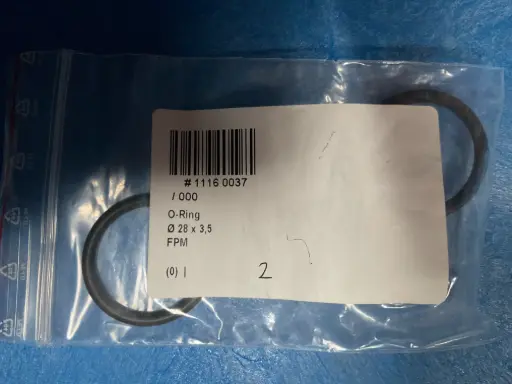 # 1116 0037
/ 000
O-Ring
Ø 28 x 3,5
FPM
(0) |
2